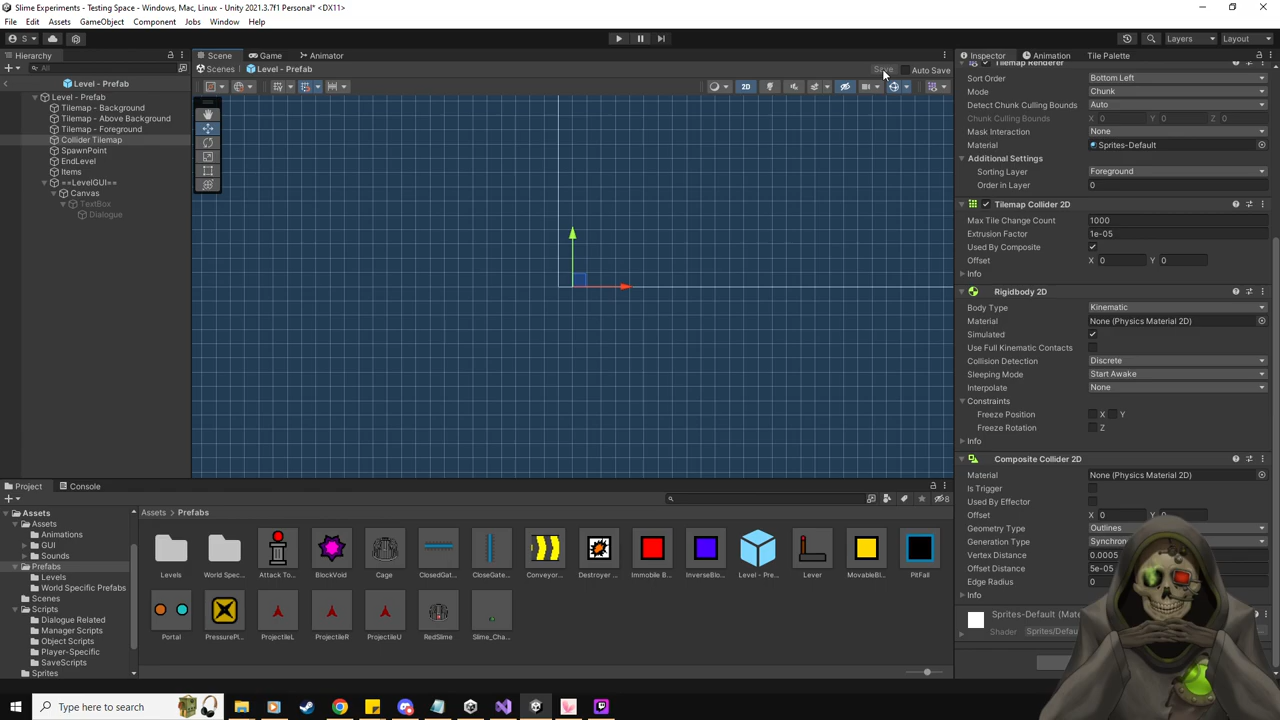 Slime Experiments - Testing Space - Windows, Mac, Linux - Unity 2021.3.7f1 Personal* <DX11>
File Edit Assets GameObject Component Jobs Window Help
S
Layers Layout
Hierarchy
All
Level - Prefab
Level - Prefab
Tilemap - Background
Tilemap - Above Background
Tilemap - Foreground
Collider Tilemap
SpawnPoint
EndLevel
Items
==LevelGUI==
Canvas
TextBox
Dialogue
Scene Game Animator
Scenes Level - Prefab Save Auto Save
2D
Inspector Animation Tile Palette
Tilemap Renderer
Sort Order Bottom Left
Mode Chunk
Detect Chunk Culling Bounds Auto
Chunk Culling Bounds X 0 Y 0 Z 0
Mask Interaction None
Material Sprites-Default
Additional Settings
Sorting Layer Foreground
Order in Layer 0
Tilemap Collider 2D
Max Tile Change Count 1000
Extrusion Factor 1e-05
Used By Composite
Offset X 0 Y 0
Info
Rigidbody 2D
Body Type Kinematic
Material None (Physics Material 2D)
Simulated
Use Full Kinematic Contacts
Collision Detection Discrete
Sleeping Mode Start Awake
Interpolate None
Constraints
Freeze Position X Y
Freeze Rotation Z
Info
Composite Collider 2D
Material None (Physics Material 2D)
Is Trigger
Used By Effector
Offset X 0 Y 0
Geometry Type Outlines
Generation Type Synchron
Vertex Distance 0.0005
Offset Distance 5e-05
Edge Radius 0
Info
Sprites-Default (Mate
Shader Sprites/Defau
Project Console
8
Assets
Assets
Animations
GUI
Sounds
Prefabs
Levels
World Specific Prefabs
Scenes
Scripts
Dialogue Related
Manager Scripts
Object Scripts
Player-Specific
SaveScripts
Sprites
Assets > Prefabs
Levels World Spec... Attack To... BlockVoid Cage ClosedGat... CloseGate... Conveyor... Destroyer ... Immobile B... InverseBlo... Level - Pre... Lever MovableBl... PitFall
Portal PressurePl... ProjectileL ProjectileR ProjectileU RedSlime Slime_Cha...
Type here to search